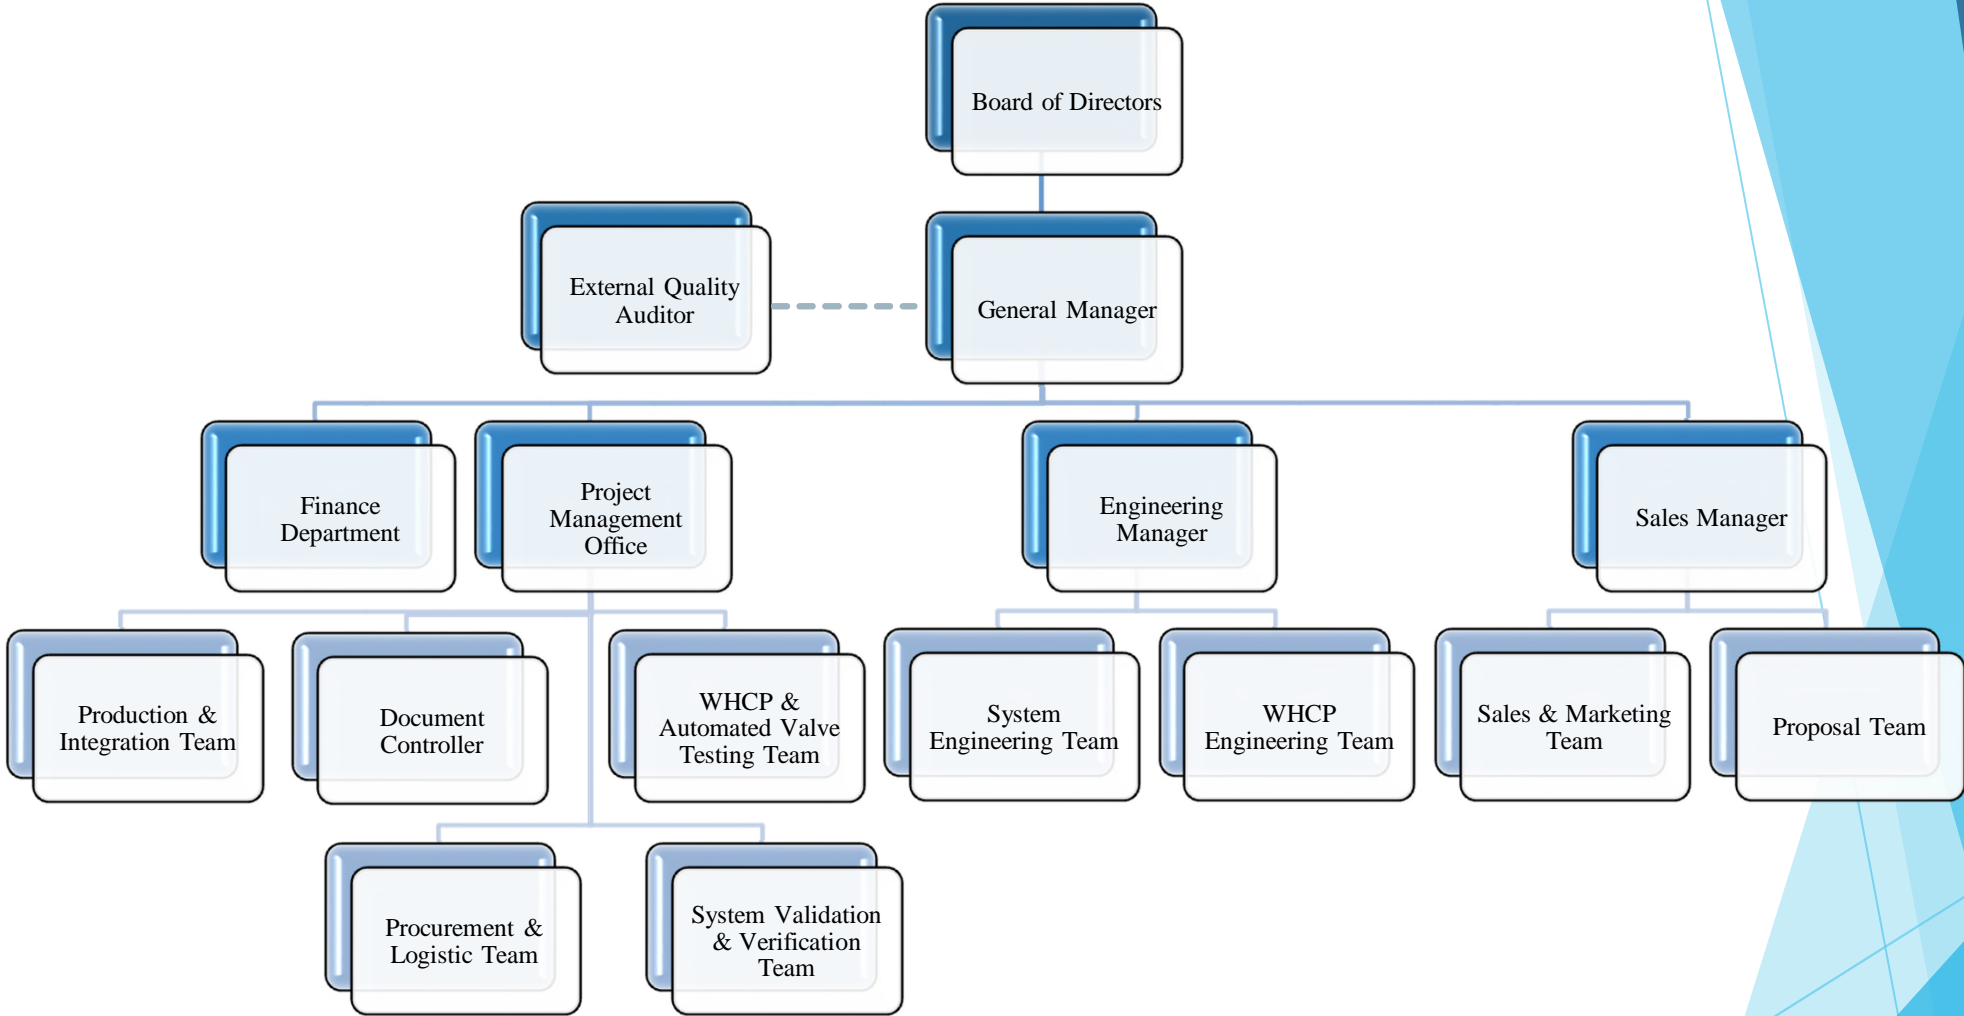 Board of Directors
External Quality
Auditor
General Manager
Finance
Department
Project
Management
Office
Engineering
Manager
Sales Manager
Production &
Integration Team
Document
Controller
WHCP &
Automated Valve
Testing Team
System
Engineering Team
WHCP
Engineering Team
Sales & Marketing
Team
Proposal Team
Procurement &
Logistic Team
System Validation
& Verification
Team